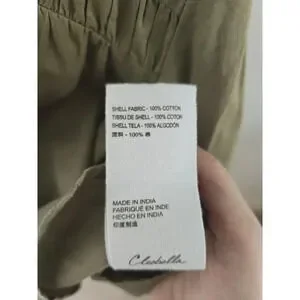 SHELL FABRIC - 100% COTTON
TISSU DE SHELL - 100% COTON
SHELL TELA - 100% ALGODÓN
面料 - 100% 棉
MADE IN INDIA
FABRIQUÉ EN INDE
HECHO EN INDIA
印度制造
Cleobella